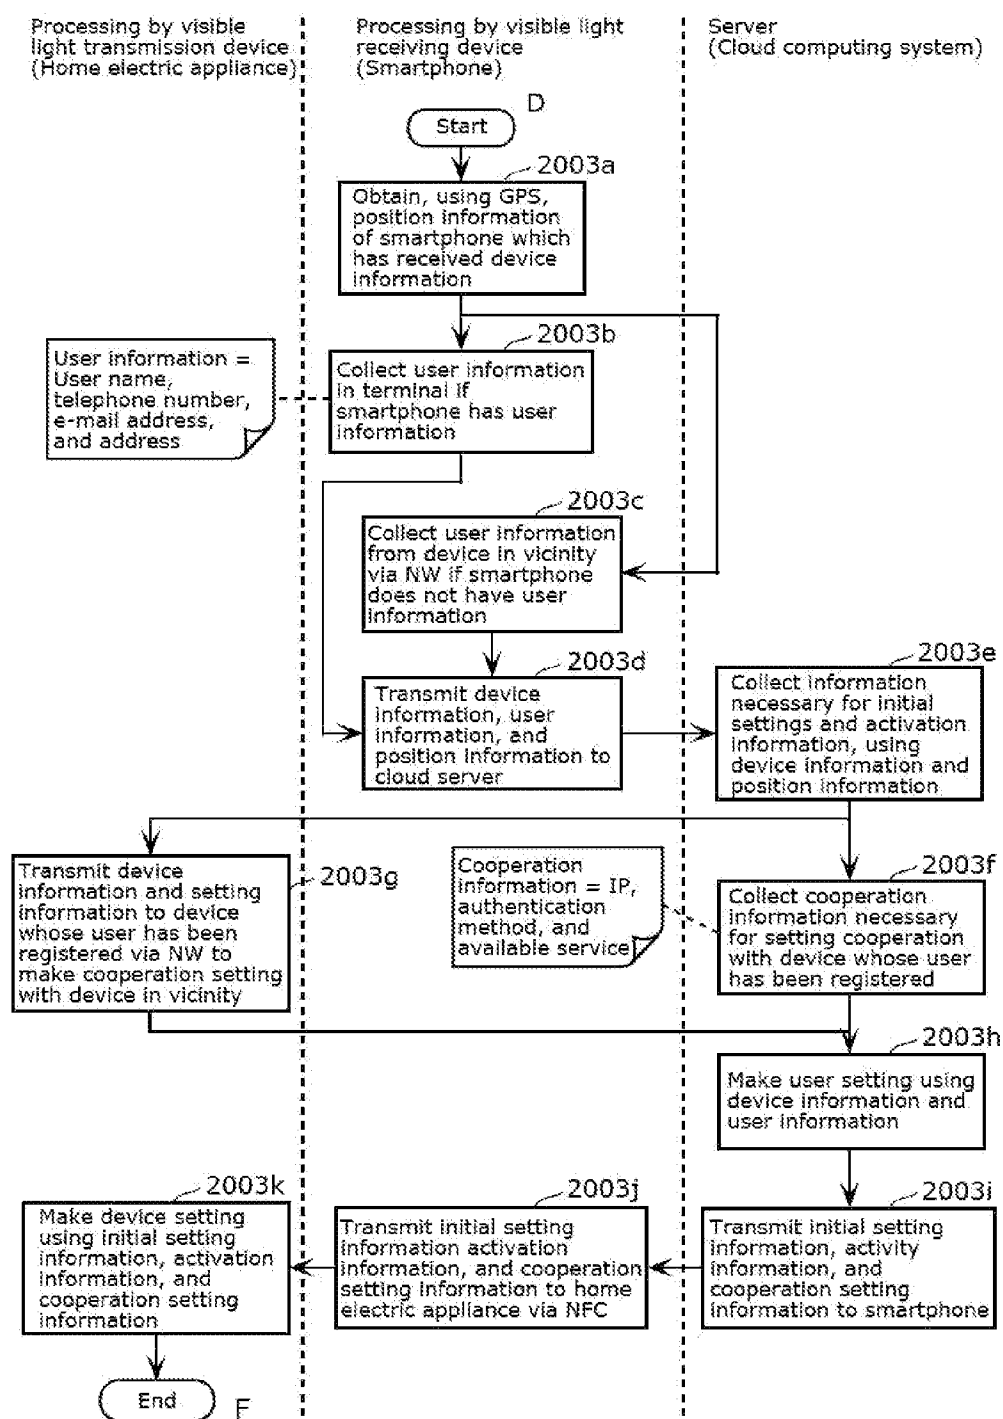 Processing by visible
light transmission device
(Home electric appliance)
Processing by visible light
receiving device
(Smartphone)
Server
(Cloud computing system)
D
Start
2003a
Obtain, using GPS,
position information
of smartphone which
has received device
information
2003b
User information =
User name,
telephone number,
e-mail address,
and address
Collect user information
in terminal if
smartphone has user
information
2003c
Collect user information
from device in vicinity
via NW if smartphone
does not have user
information
2003d
Transmit device
information, user
information, and
position information to
cloud server
2003e
Collect information
necessary for initial
settings and activation
information, using
device information and
position information
2003g
Transmit device
information and setting
information to device
whose user has been
registered via NW to
make cooperation setting
with device in vicinity
Cooperation
information = IP,
authentication
method, and
available service
2003f
Collect cooperation
information necessary
for setting cooperation
with device whose user
has been registered
2003h
Make user setting using
device information and
user information
2003i
Transmit initial setting
information, activity
information, and
cooperation setting
information to smartphone
2003j
Transmit initial setting
information activation
information, and cooperation
setting information to home
electric appliance via NFC
2003k
Make device setting
using initial setting
information, activation
information, and
cooperation setting
information
End
F